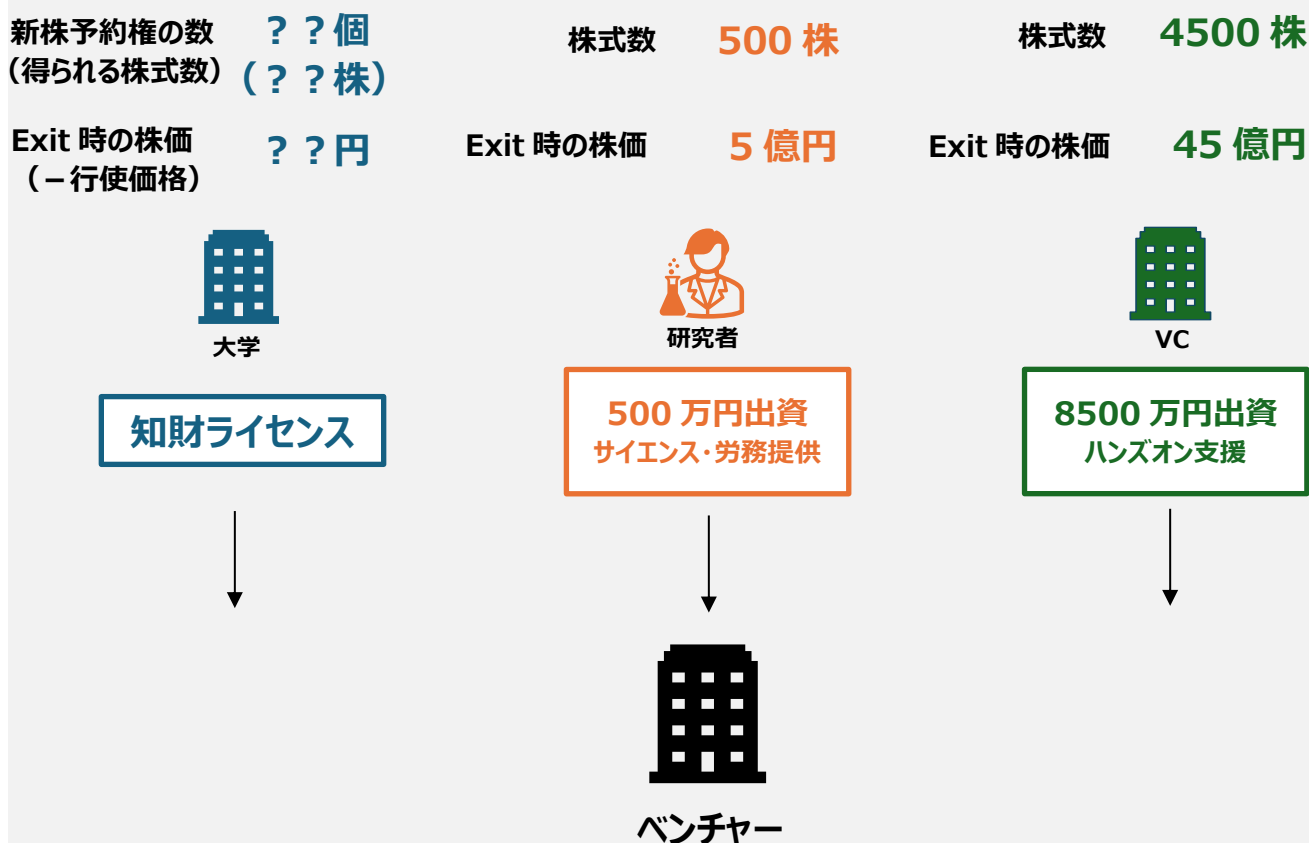 新株予約権の数
(得られる株式数)
??個
(??株)
Exit 時の株価
(-行使価格)
??円
大学
知財ライセンス
株式数 500 株
Exit 時の株価 5 億円
研究者
500 万円出資
サイエンス・労務提供
株式数 4500 株
Exit 時の株価 45 億円
VC
8500 万円出資
ハンズオン支援
ベンチャー